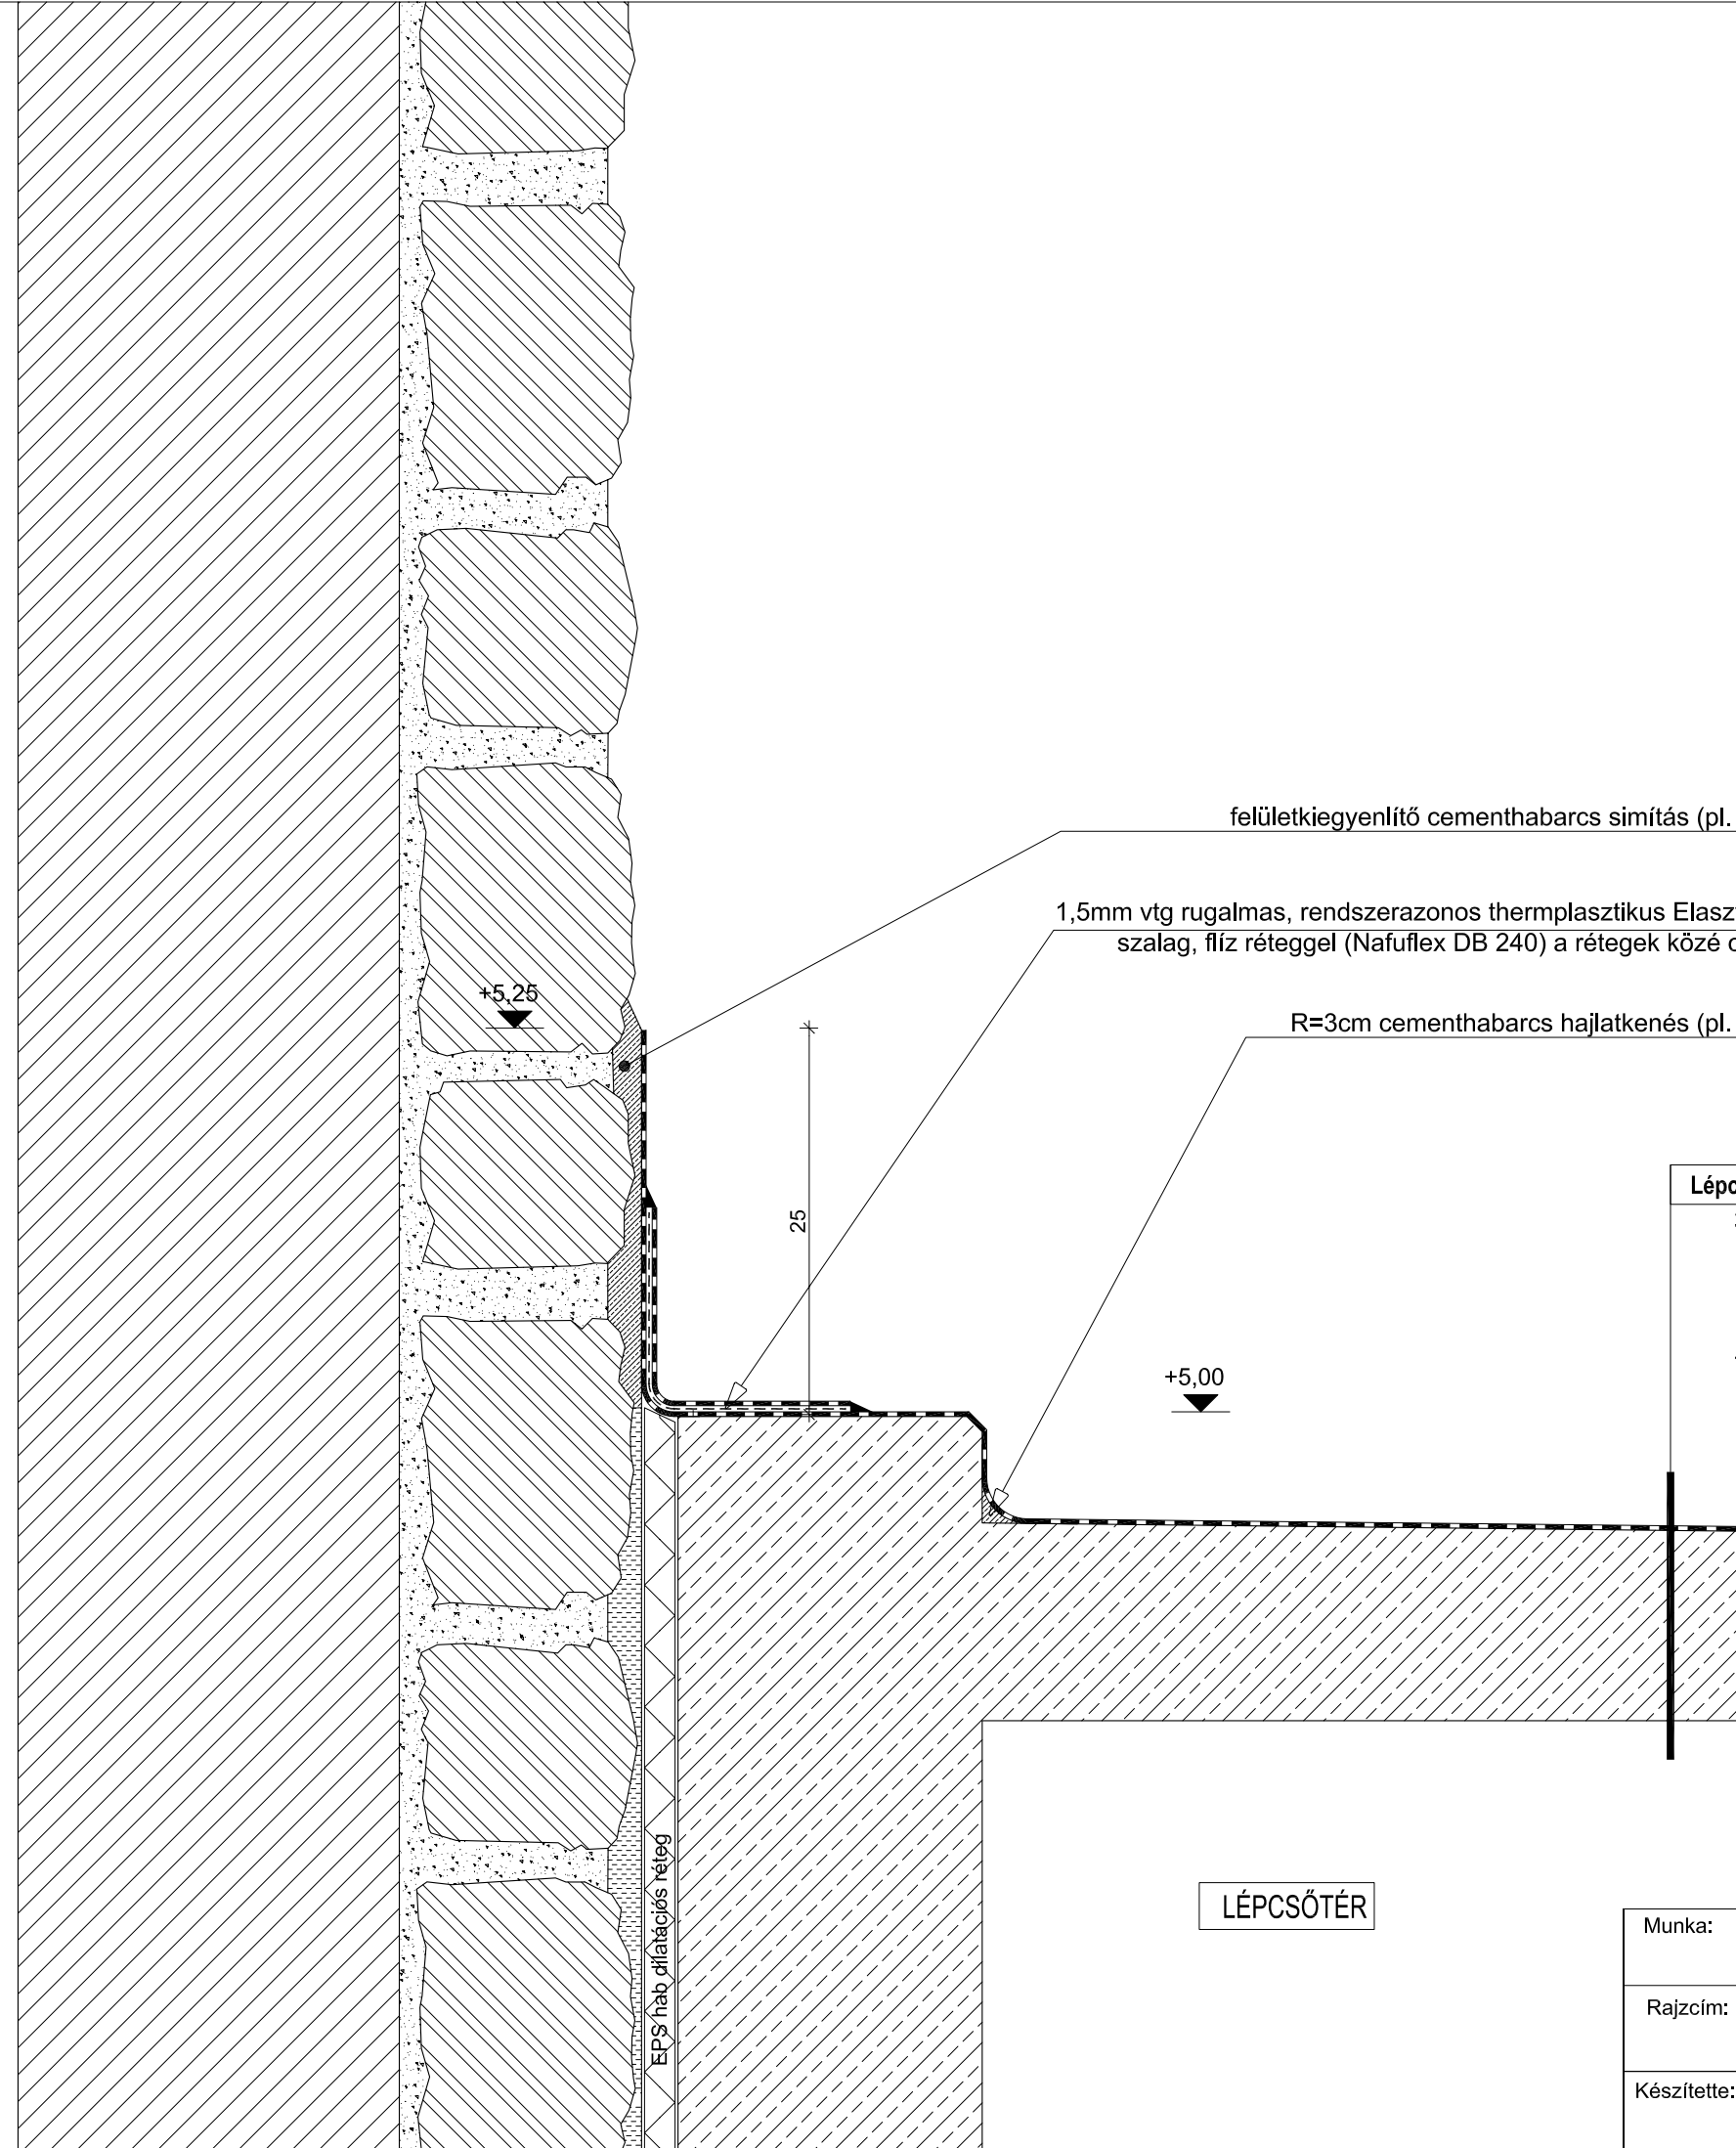 felületkiegyenlítő cementhabarcs simítás (pl.
1,5mm vtg rugalmas, rendszerazonos thermplasztikus Elasz
szalag, flíz réteggel (Nafuflex DB 240) a rétegek közé
+5,25
R=3cm cementhabarcs hajlatkenés (pl.
Lépc
25
+5,00
EPS hab dilatációs réteg
LÉPCSŐTÉR
Munka:
Rajzcím:
Készítette: